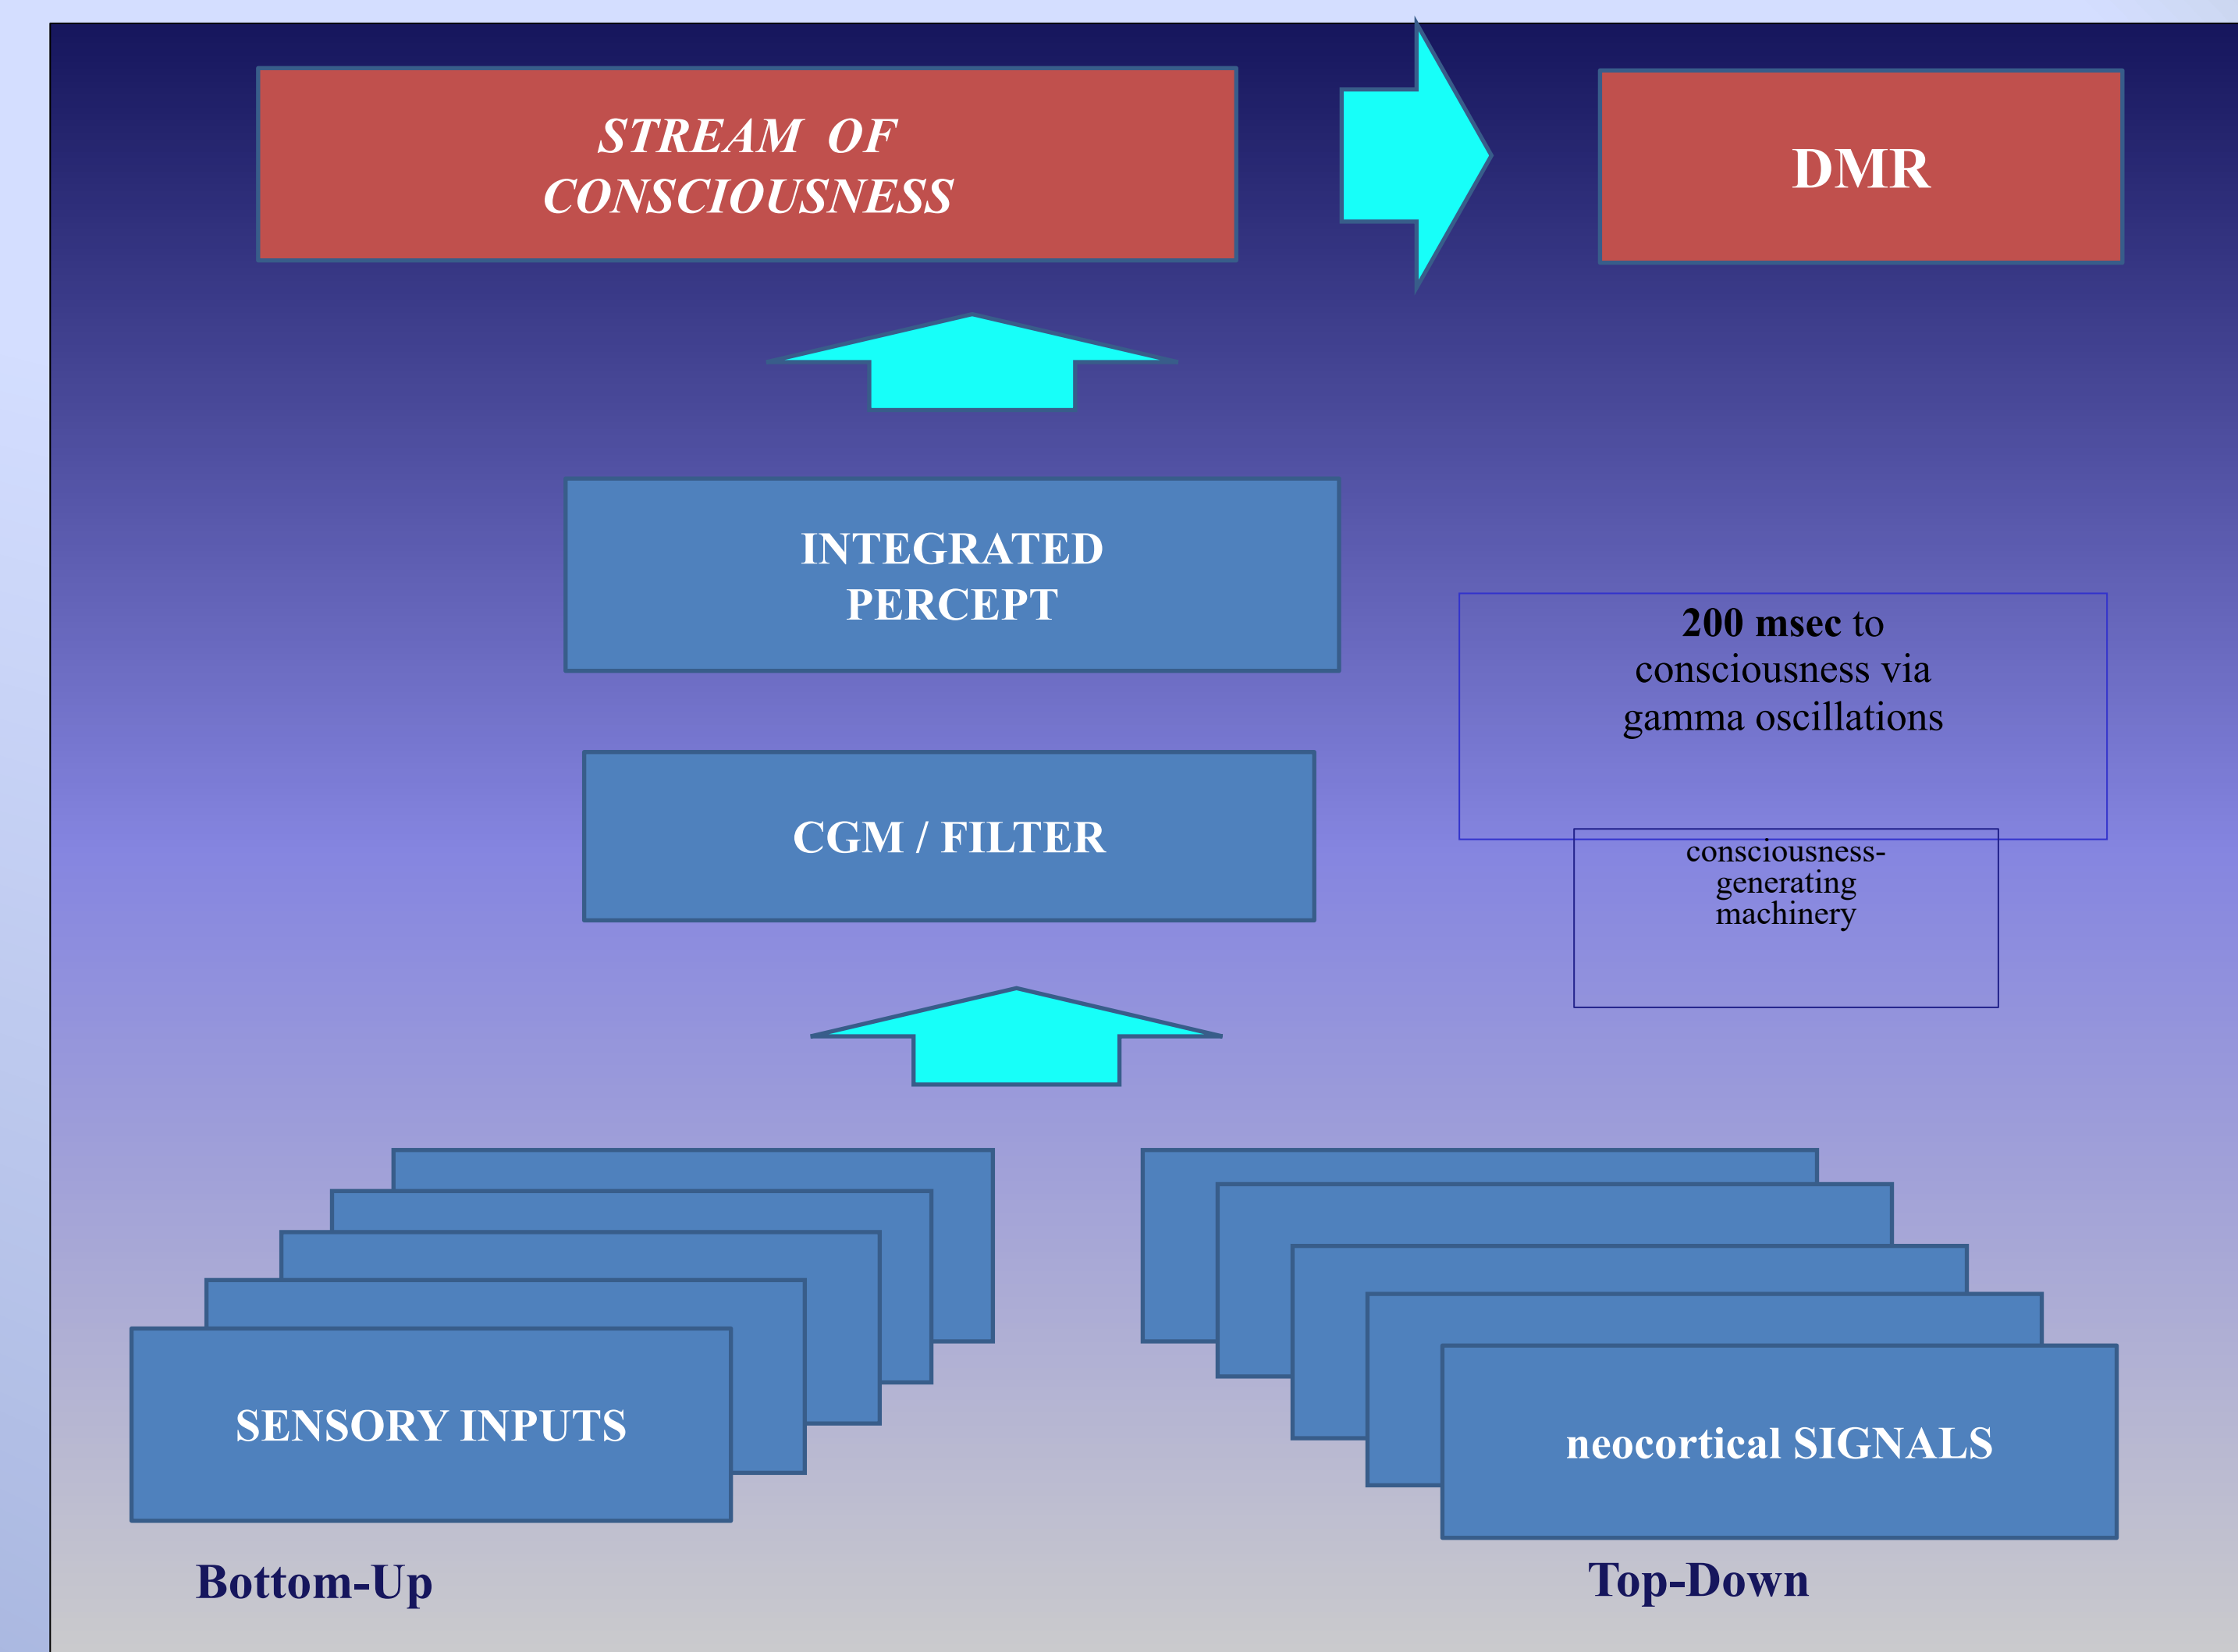 STREAM OF
CONSCIOUSNESS
DMR
INTEGRATED
PERCEPT
200 msec to
consciousness via
gamma oscillations
CGM / FILTER
consciousness-
generating
machinery
SENSORY INPUTS
neocortical SIGNALS
Bottom-Up
Top-Down